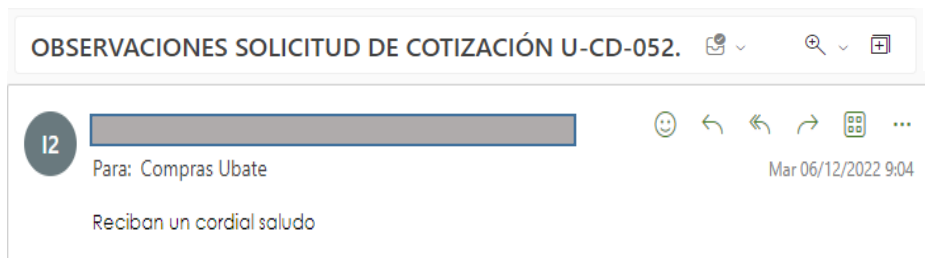 OBSERVACIONES SOLICITUD DE COTIZACIÓN U-CD-052.
I2
Para: Compras Ubate
Mar 06/12/2022 9:04
Reciban un cordial saludo